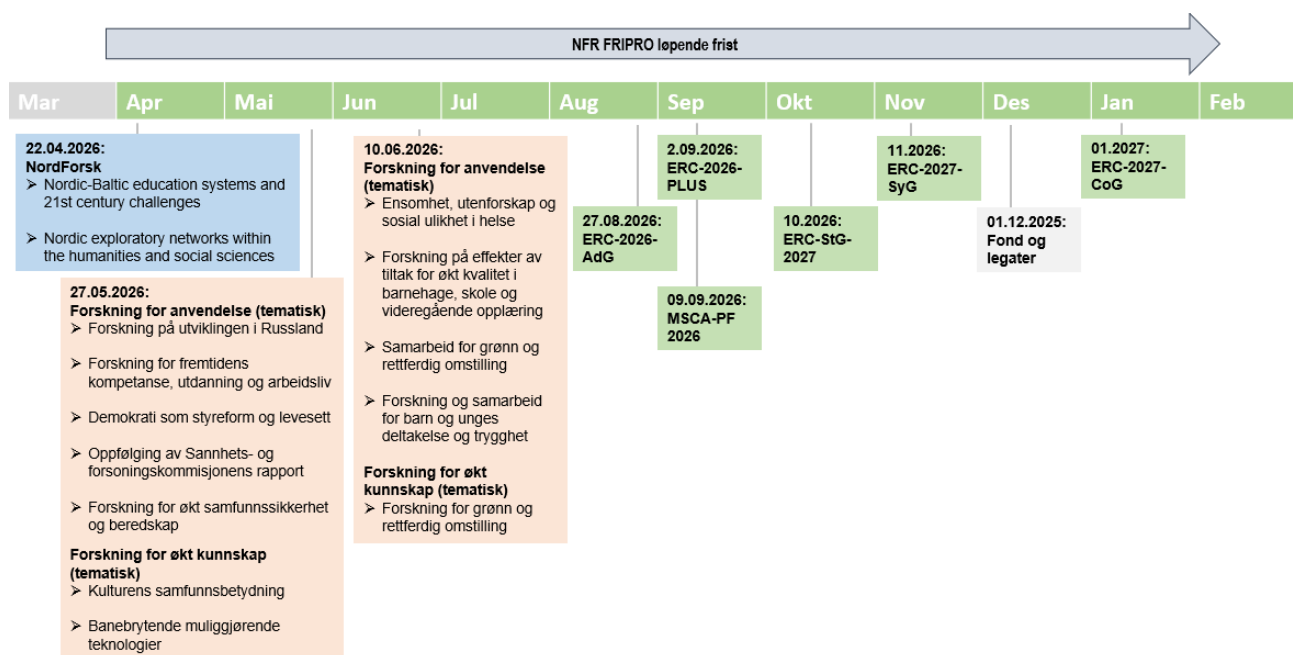 NFR FRIPRO løpende frist
Mar Apr Mai Jun Jul Aug Sep Okt Nov Des Jan Feb
22.04.2026:
NordForsk
➢ Nordic-Baltic education systems and
21st century challenges
➢ Nordic exploratory networks within
the humanities and social sciences
27.05.2026:
Forskning for anvendelse (tematisk)
➢ Forskning på utviklingen i Russland
➢ Forskning for fremtidens
kompetanse, utdanning og arbeidsliv
➢ Demokrati som styreform og levesett
➢ Oppfølging av Sannhets- og
forsoningskommisjonens rapport
➢ Forskning for økt samfunnssikkerhet
og beredskap
Forskning for økt kunnskap
(tematisk)
➢ Kulturens samfunnsbetydning
➢ Banebrytende muliggjørende
teknologier
10.06.2026:
Forskning for anvendelse
(tematisk)
➢ Ensomhet, utenforskap og
sosial ulikhet i helse
➢ Forskning på effekter av
tiltak for økt kvalitet i
barnehage, skole og
videregående opplæring
➢ Samarbeid for grønn og
rettferdig omstilling
➢ Forskning og samarbeid
for barn og unges
deltakelse og trygghet
Forskning for økt
kunnskap (tematisk)
➢ Forskning for grønn og
rettferdig omstilling
27.08.2026:
ERC-2026-
AdG
2.09.2026:
ERC-2026-
PLUS
09.09.2026:
MSCA-PF
2026
10.2026:
ERC-StG-
2027
11.2026:
ERC-2027-
SyG
01.12.2025:
Fond og
legater
01.2027:
ERC-2027-
CoG